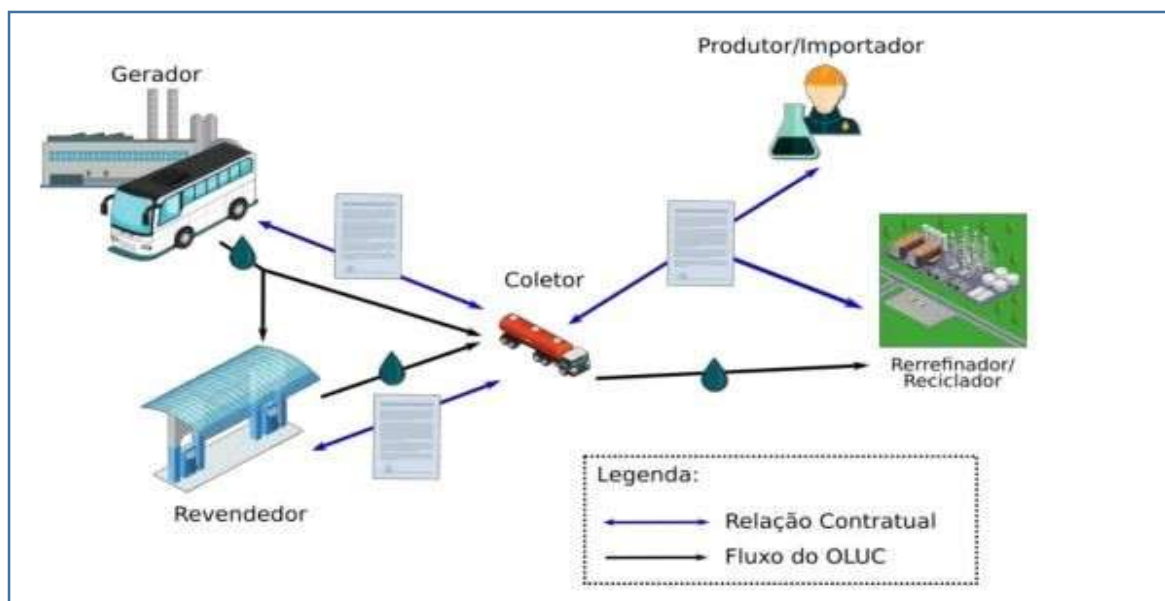 Produtor/Importador
Gerador
Coletor
Rerrefinador/
Reciclador
Revendedor
Legenda:
Relação Contratual
Fluxo do OLUC